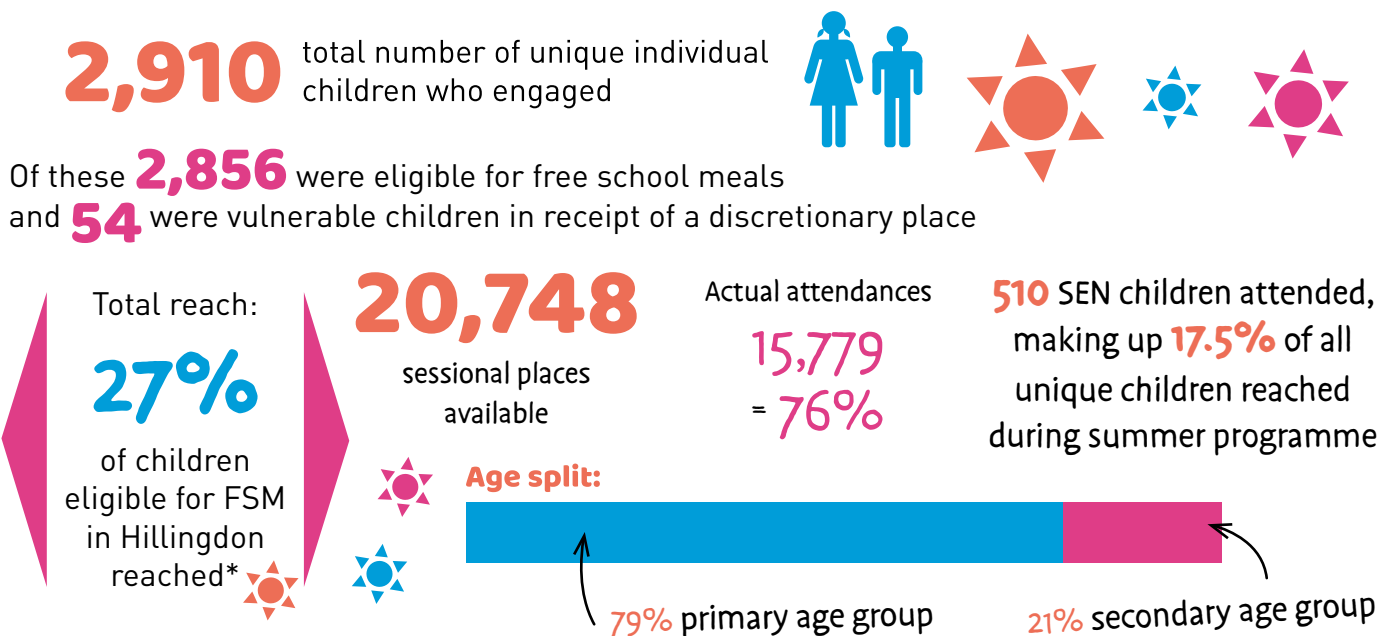 2,910 total number of unique individual
children who engaged
Of these 2,856 were eligible for free school meals
and 54 were vulnerable children in receipt of a discretionary place
Total reach:
27%
of children
eligible for FSM
in Hillingdon
reached*
20,748
sessional places
available
Actual attendances
15,779
= 76%
510 SEN children attended,
making up 17.5% of all
unique children reached
during summer programme
Age split:
79% primary age group
21% secondary age group